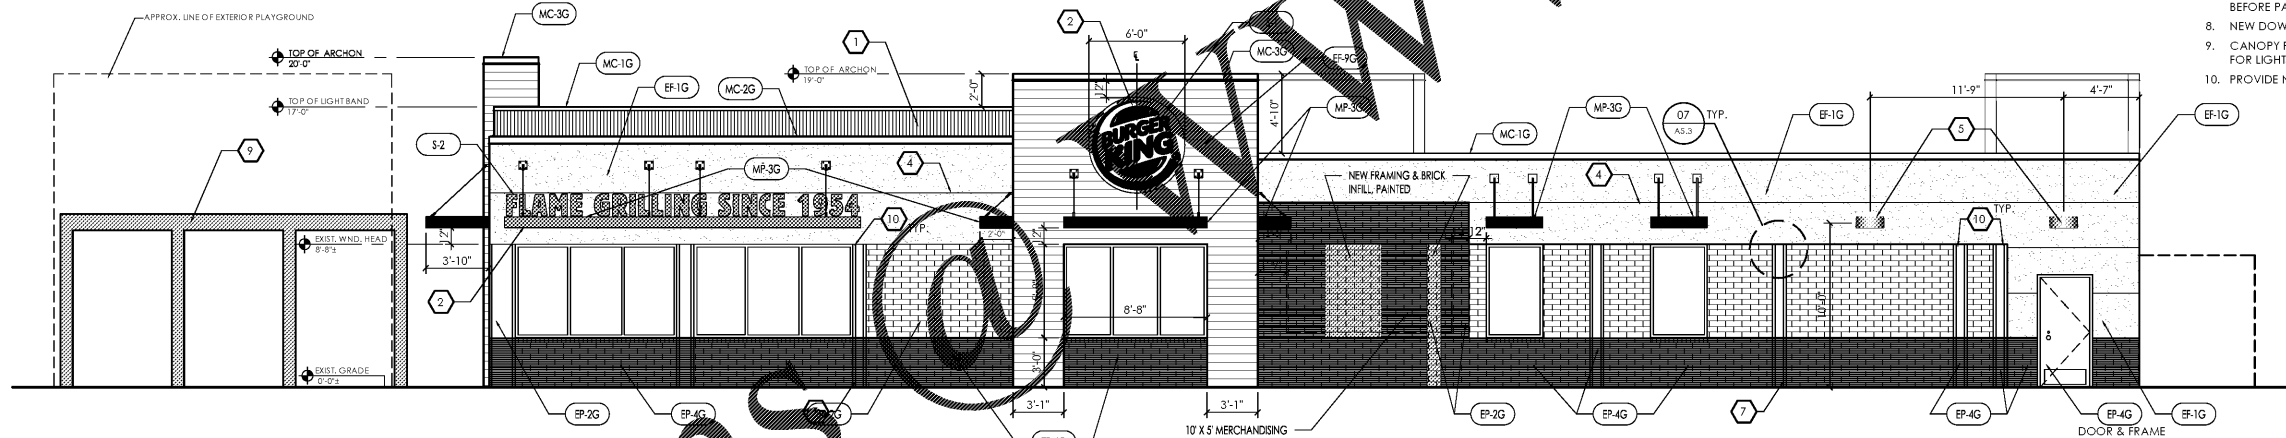 APPROX. LINE OF EXTERIOR PLAYGROUND
MC-3G
2
6'-0"
BEFORE PA
8. NEW DOW
9. CANOPY F
FOR LIGHT
10. PROVIDE N
TOP OF ARCHON
20'-0"
MC-1G
1
TOP OF ARCHON
19'-0"
2'-0"
MC-3G
EF-9G
EF-1G
MC-2G
12"
MP-3G
MP-3G
11'-9"
4'-7"
TOP OF LIGHT BAND
17'-0"
4'-10"
07
A5.3
TYP.
EF-1G
5
EF-1G
S-2
MC-1G
9
MP-3G
4
BURGER
KING
4
NEW FRAMING & BRICK
INFILL, PAINTED
FLAME GRILLING SINCE 1954
10
TYP.
10
TYP.
EXIST. WND. HEAD
8'-8"±
12"
2'-0"
12"
12"
3'-10"
2
8'-8"
10'-0"
EXIST. GRADE
0'-0"±
3'-0"
EP-2G
EP-4G
3'-1"
3'-1"
EP-2G
EP-4G
7
EP-4G
EP-4G
EF-1G
DOOR & FRAME
10' X 5' MERCHANDISING
@